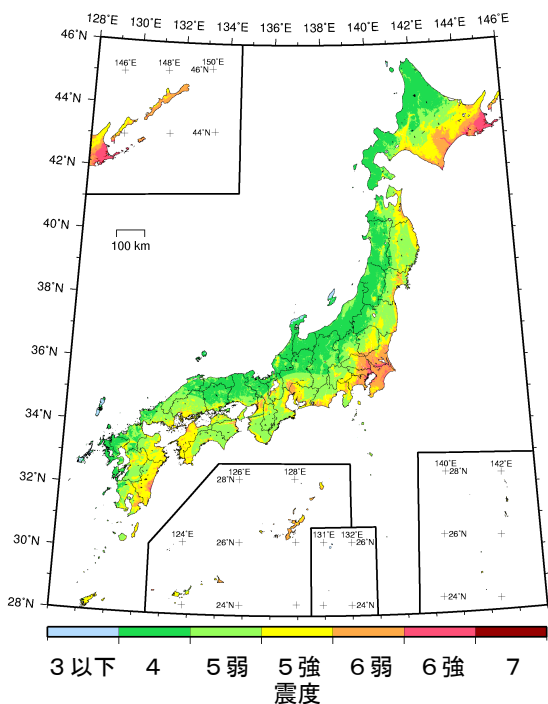 128°E 130°E 132°E 134°E 136°E 138°E 140°E 142°E 144°E 146°E
46°N
146°E 148°E 150°E
46°N
44°N
44°N
42°N
40°N
100 km
38°N
36°N
34°N
32°N
126°E 128°E
28°N
140°E 142°E
28°N
30°N
124°E
26°N
131°E 132°E
26°N
26°N
28°N
24°N
24°N
24°N
3以下 4 5弱 5強 6弱 6強 7
震度